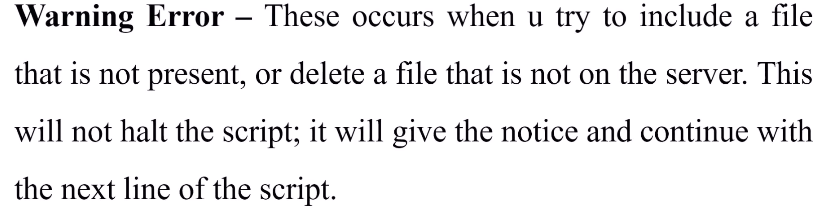 Warning Error – These occurs when u try to include a file
that is not present, or delete a file that is not on the server. This
will not halt the script; it will give the notice and continue with
the next line of the script.